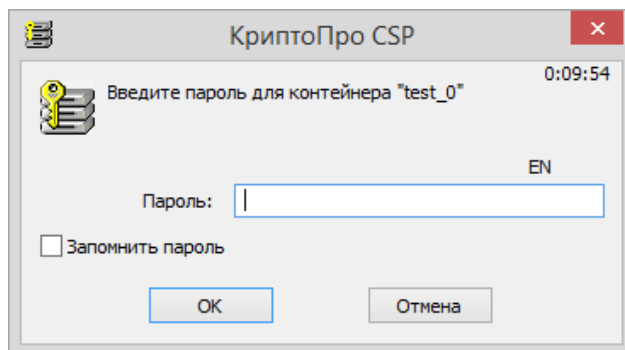 КриптоПро CSP
0:09:54
Введите пароль для контейнера "test_0"
EN
Пароль:
Запомнить пароль
OK
Отмена